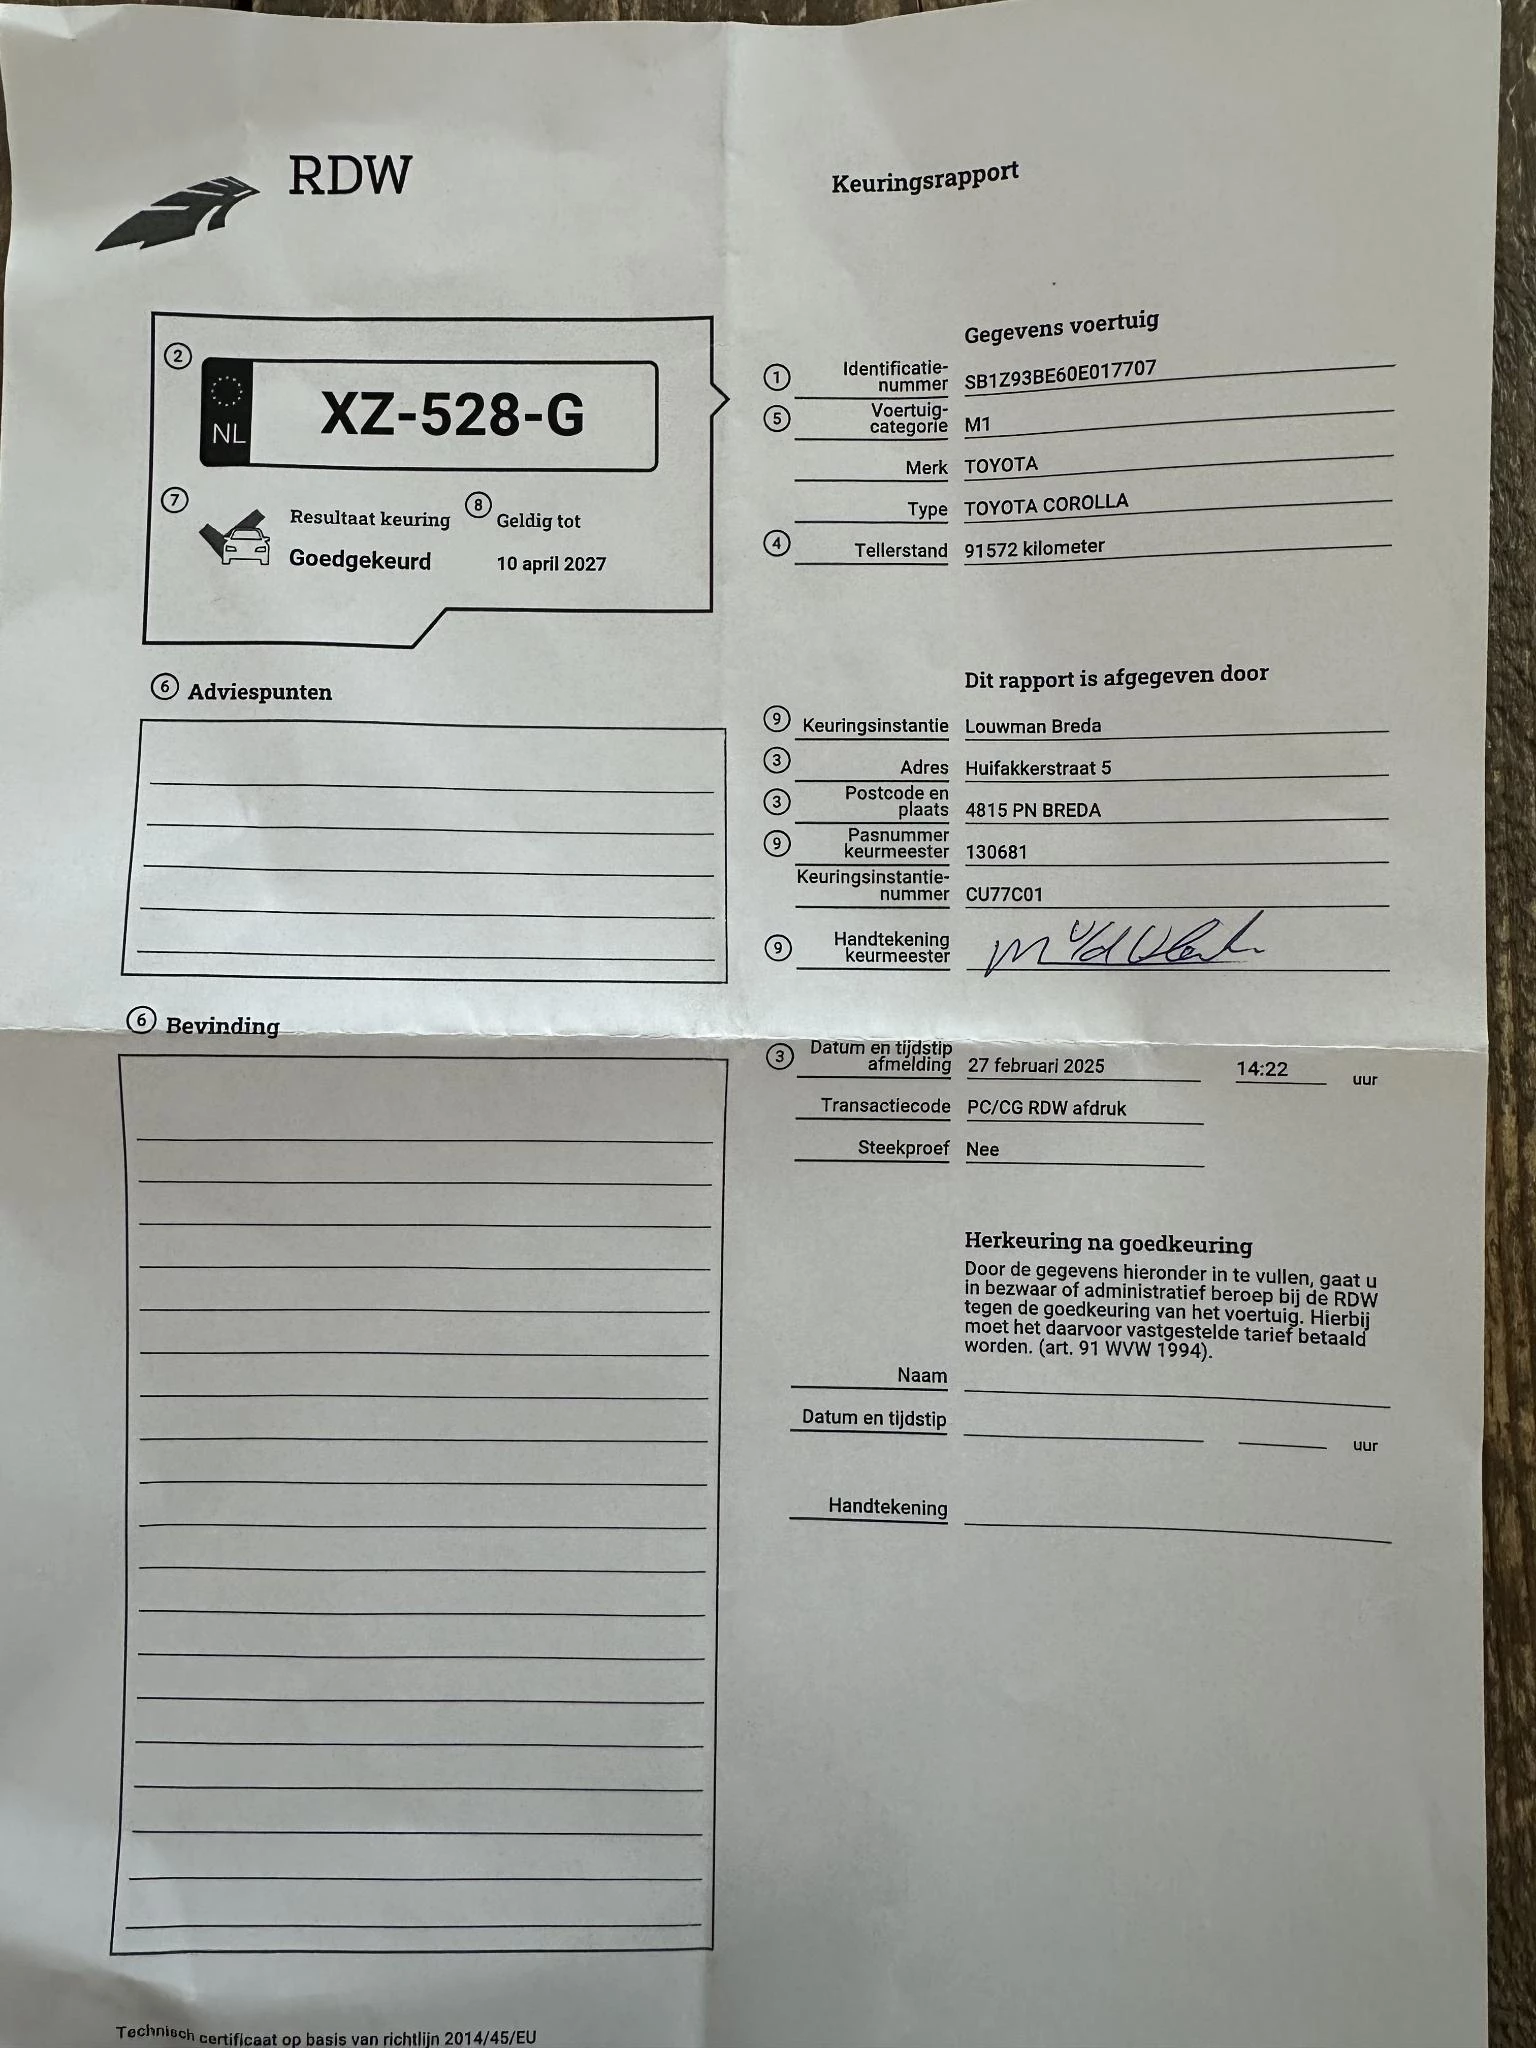 RDW
Keuringsrapport
2
NL
XZ-528-G
7
Resultaat keuring
Goedgekeurd
8
Geldig tot
10 april 2027
Gegevens voertuig
1 Identificatie-
nummer SB1Z93BE60E017707
5 Voertuig-
categorie M1
Merk TOYOTA
Type TOYOTA COROLLA
4 Tellerstand 91572 kilometer
6 Adviespunten
Dit rapport is afgegeven door
9 Keuringsinstantie Louwman Breda
3 Adres Huifakkerstraat 5
3 Postcode en
plaats 4815 PN BREDA
9 Pasnummer
keurmeester 130681
Keuringsinstantie-
nummer CU77C01
9 Handtekening
keurmeester
6 Bevinding
3 Datum en tijdstip
afmelding 27 februari 2025 14:22 uur
Transactiecode PC/CG RDW afdruk
Steekproef Nee
Herkeuring na goedkeuring
Door de gegevens hieronder in te vullen, gaat u
in bezwaar of administratief beroep bij de RDW
tegen de goedkeuring van het voertuig. Hierbij
moet het daarvoor vastgestelde tarief betaald
worden. (art. 91 WVW 1994).
Naam
Datum en tijdstip uur
Handtekening
Technisch certificaat op basis van richtlijn 2014/45/EU